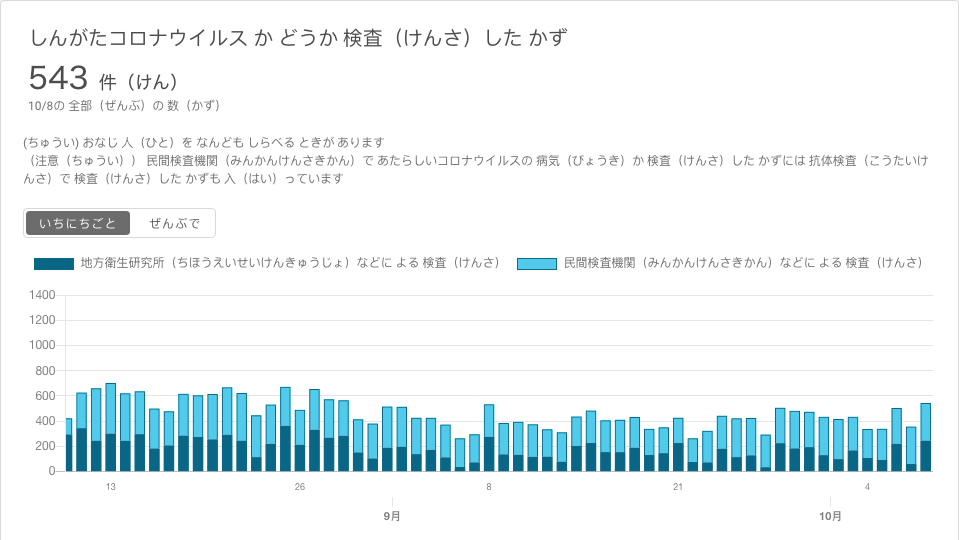 しんがたコロナウイルス か どうか 検査（けんさ）した かず
543 件（けん）
10/8の 全部（ぜんぶ）の 数（かず）
(ちゅうい) おなじ 人（ひと）を なんども しらべる ときが あります
（注意（ちゅうい）） 民間検査機関（みんかんけんさきかん）で あたらしいコロナウイルスの 病気（びょうき）か 検査（けんさ）した かずには 抗体検査（こうたいけ
んさ）で 検査（けんさ）した かずも 入（はい）っています
いちにちごと ぜんぶで
地方衛生研究所（ちほうえいせいけんきゅうじょ）などに よる 検査（けんさ） 民間検査機関（みんかんけんさきかん）などに よる 検査（けんさ）
1400
1200
1000
800
600
400
200
0
13 26 8 21 4
9月 10月